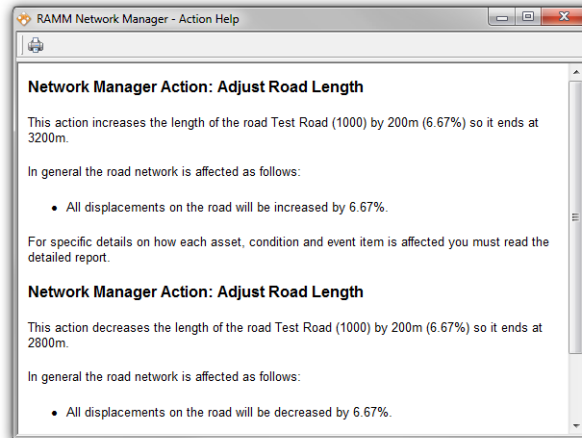 RAMM Network Manager - Action Help
Network Manager Action: Adjust Road Length
This action increases the length of the road Test Road (1000) by 200m (6.67%) so it ends at
3200m.
In general the road network is affected as follows:
• All displacements on the road will be increased by 6.67%.
For specific details on how each asset, condition and event item is affected you must read the
detailed report.
Network Manager Action: Adjust Road Length
This action decreases the length of the road Test Road (1000) by 200m (6.67%) so it ends at
2800m.
In general the road network is affected as follows:
• All displacements on the road will be decreased by 6.67%.